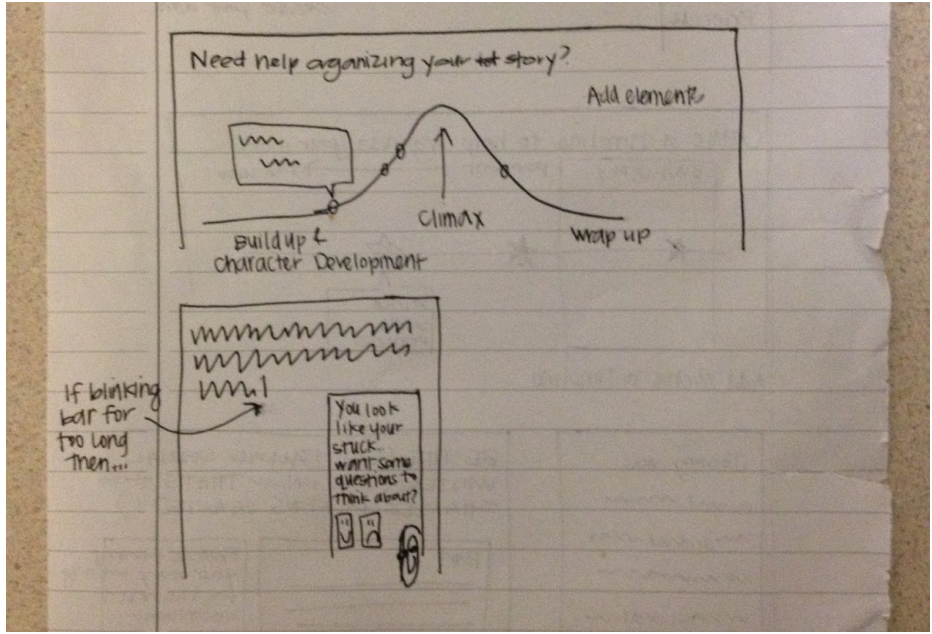 Need help aganizing your story?
Add elements
Climax
Build up &
Character Development
Wrap up
If blinking
bar for
too long
then...
You look
like your
stuck.
want some
questions to
think about?